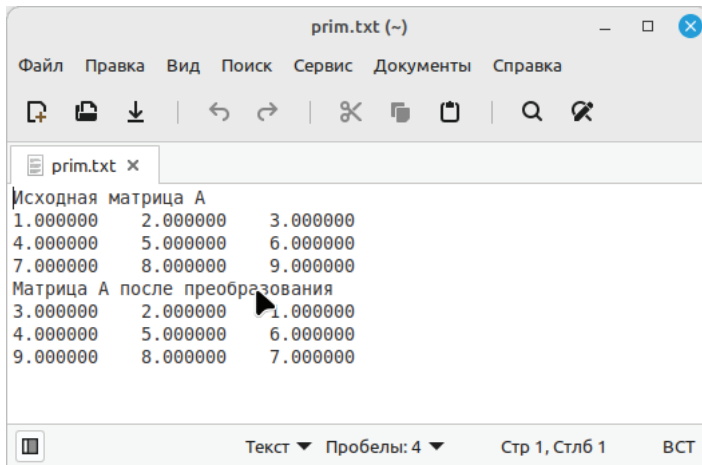 prim.txt (~)
Файл Правка Вид Поиск Сервис Документы Справка
prim.txt
Исходная матрица А
1.000000 2.000000 3.000000
4.000000 5.000000 6.000000
7.000000 8.000000 9.000000
Матрица А после преобразования
3.000000 2.000000 1.000000
4.000000 5.000000 6.000000
9.000000 8.000000 7.000000
Текст Пробелы: 4 Стр 1, Стлб 1 ВСТ